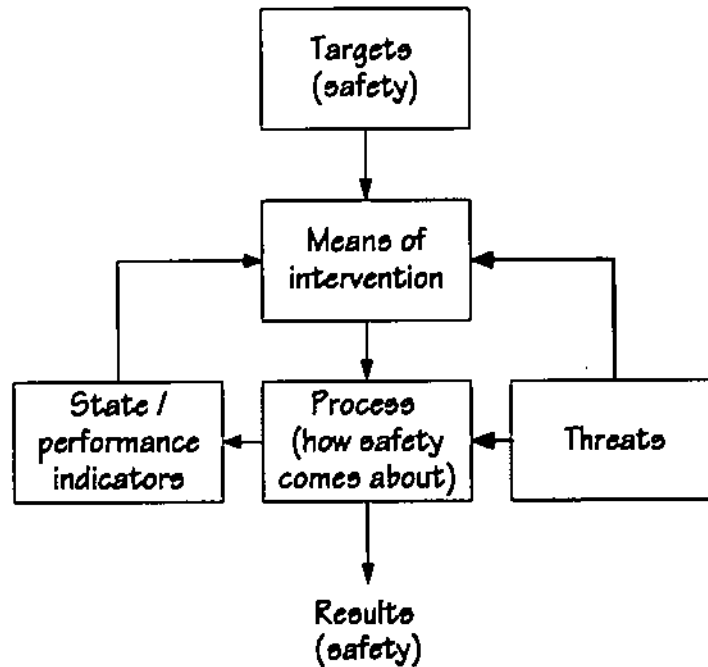 Targets
(safety)
Means of
intervention
State /
performance
indicators
Process
(how safety
comes about)
Threats
Results
(safety)